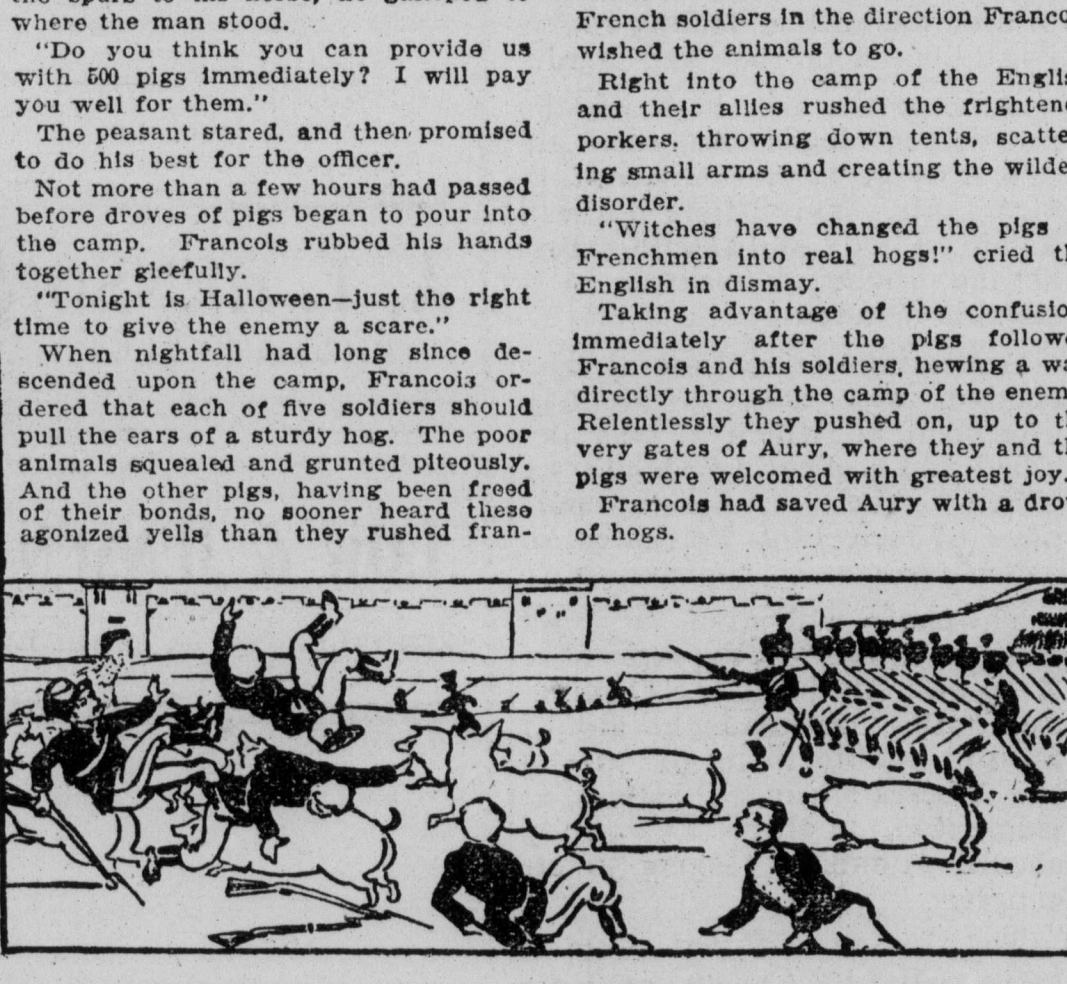 where the man stood.
"Do you think you can provide us
with 500 pigs immediately? I will pay
you well for them."
The peasant stared, and then promised
to do his best for the officer.
Not more than a few hours had passed
before droves of pigs began to pour into
the camp. Francois rubbed his hands
together gleefully.
"Tonight is Halloween—just the right
time to give the enemy a scare."
When nightfall had long since de-
scended upon the camp, Francois or-
dered that each of five soldiers should
pull the ears of a sturdy hog. The poor
animals squealed and grunted piteously.
And the other pigs, having been freed
of their bonds, no sooner heard these
agonized yells than they rushed fran-
French soldiers in the direction Franco
wished the animals to go.
Right into the camp of the Englis
and their allies rushed the frightene
porkers, throwing down tents, scatte
ing small arms and creating the wilde
disorder.
"Witches have changed the pigs
Frenchmen into real hogs!" cried t
English in dismay.
Taking advantage of the confusio
immediately after the pigs follow
Francois and his soldiers, hewing a wa
directly through the camp of the enem
Relentlessly they pushed on, up to t
very gates of Aury, where they and t
pigs were welcomed with greatest joy.
Francois had saved Aury with a dro
of hogs.